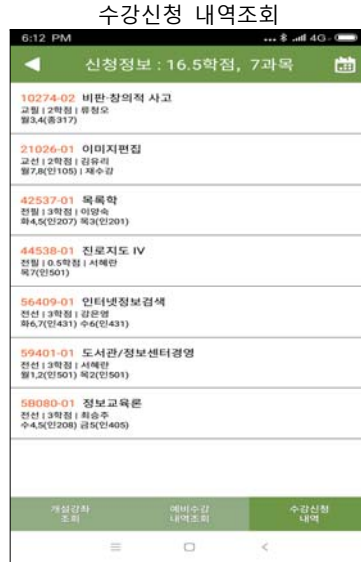 수강신청 내역조회
6:12 PM
... 4G
신청정보 : 16.5학점, 7과목
10274-02 비판·창의적 사고
교필 | 2학점 | 류정오
월3,4(종317)
21026-01 이미지편집
교선 | 2학점 | 김유리
월7,8(인105) | 재수강
42537-01 목록학
전필 | 3학점 | 이양숙
화4,5(인207) 목3(인201)
44538-01 진로지도 IV
전필 | 0.5학점 | 서혜란
목7(인501)
56409-01 인터넷정보검색
전선 | 3학점 | 강은영
화6,7(인431) 수6(인431)
59401-01 도서관/정보센터경영
전선 | 3학점 | 서혜란
월1,2(인501) 목2(인501)
5B080-01 정보교육론
전선 | 3학점 | 최승주
수4,5(인208) 금5(인405)
개설강좌
조회
예비수강
내역조회
수강신청
내역